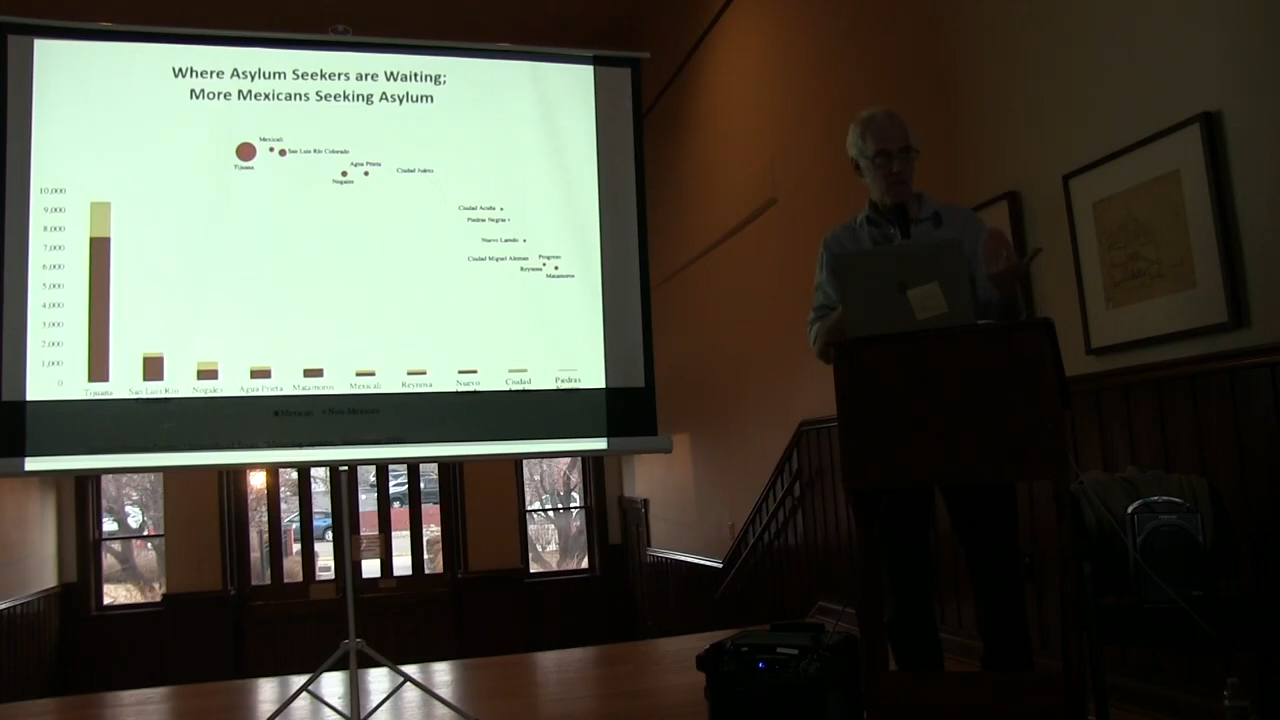 Where Asylum Seekers are Waiting;
More Mexicans Seeking Asylum
Mexicali
San Luis Río Colorado
Tijuana
Agua Prieta
Nogales
Ciudad Juárez
Ciudad Acuña
Piedras Negras
Nuevo Laredo
Ciudad Miguel Aleman
Progreso
Reynosa
Matamoros
10,000
9,000
8,000
7,000
6,000
5,000
4,000
3,000
2,000
1,000
0
Tijuana San Luis Río Nogales Agua Prieta Matamoros Mexicali Reynosa Nuevo Ciudad Piedras
Mexican Non-Mexican